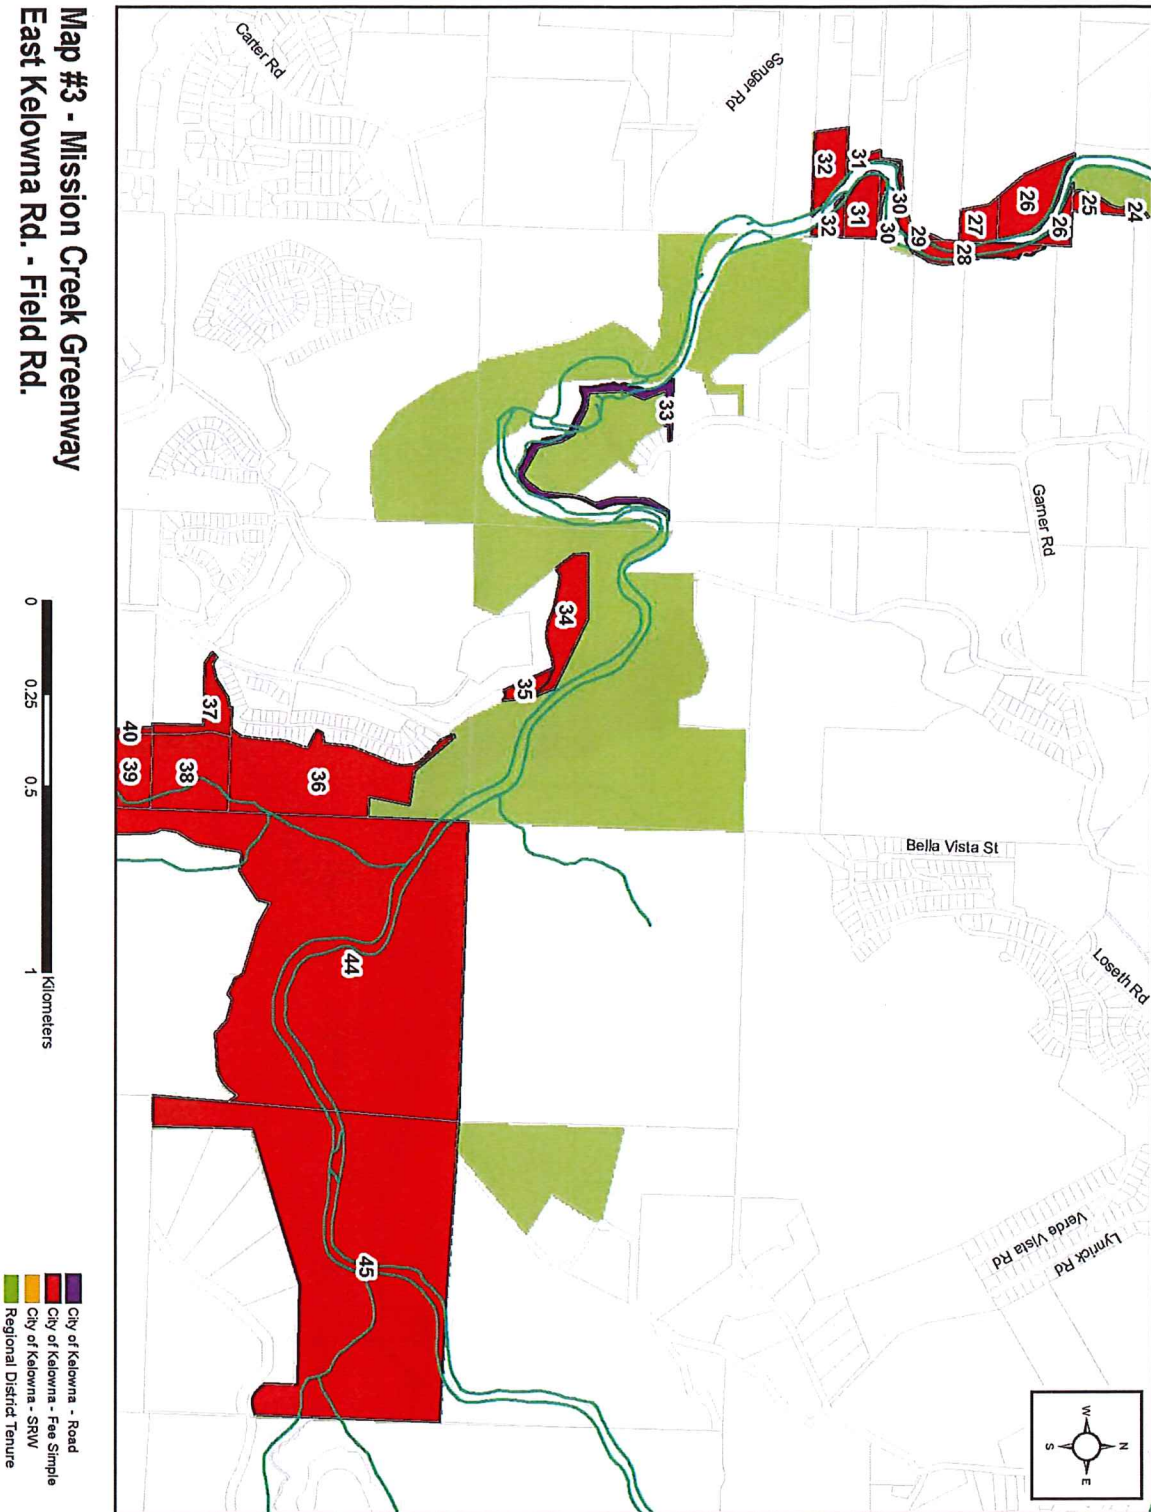 Map #3 - Mission Creek Greenway
East Kelowna Rd. - Field Rd.
0
0.25
0.5
1
Kilometers
City of Kelowna - Road
City of Kelowna - Fee Simple
City of Kelowna - SRW
Regional District Tenure
N
W
E
S
Carter Rd
Senger Rd
Garner Rd
Bella Vista St
Loseth Rd
Verde Vista Rd
Lynrick Rd
24
25
26
26
27
28
29
30
30
31
31
32
32
33
34
35
36
37
38
39
40
44
45